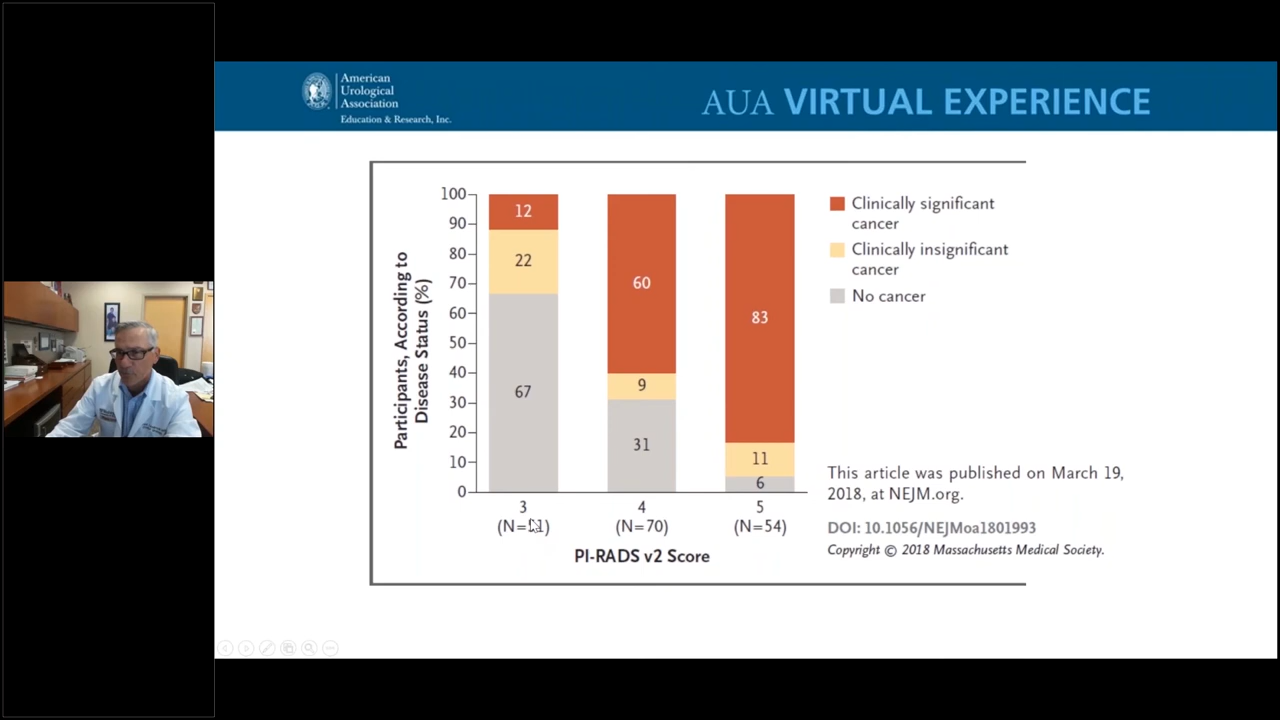 American
Urological
Association
Education & Research, Inc.
AUA VIRTUAL EXPERIENCE
Participants, According to
Disease Status (%)
100
90
80
70
60
50
40
30
20
10
0
12
22
67
60
9
31
83
11
6
3
4
5
(N=70)
(N=54)
PI-RADS v2 Score
Clinically significant
cancer
Clinically insignificant
cancer
No cancer
This article was published on March 19,
2018, at NEJM.org.
DOI: 10.1056/NEJMoa1801993
Copyright © 2018 Massachusetts Medical Society.